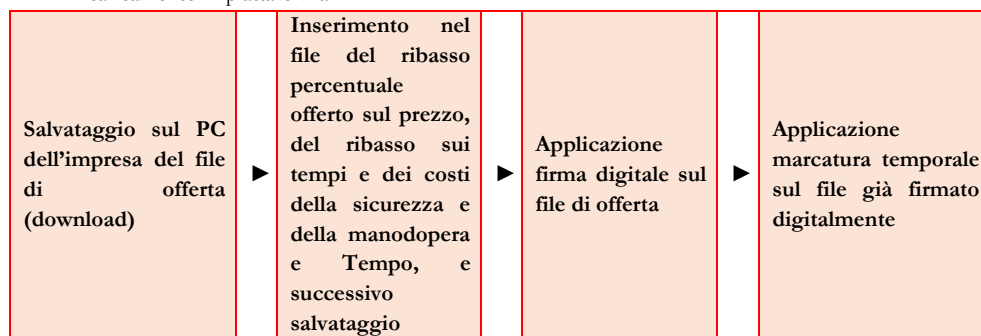 Salvataggio sul PC
dell'impresa del file
di offerta
(download)
►
Inserimento nel
file del ribasso
percentuale
offerto sul prezzo,
del ribasso sui
tempi e dei costi
della sicurezza e
della manodopera
e Tempo, e
successivo
salvataggio
►
Applicazione
firma digitale sul
file di offerta
►
Applicazione
marcatura temporale
sul file già firmato
digitalmente